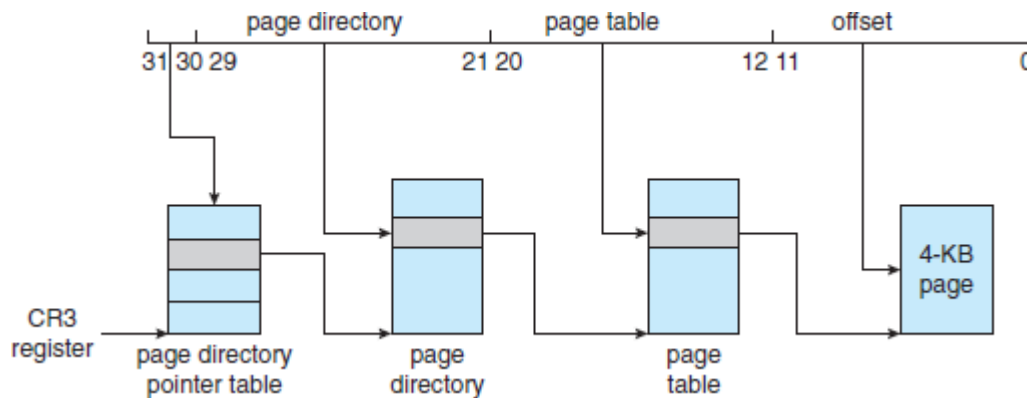 page directory page table offset
31 30 29 21 20 12 11 0
4-KB
page
CR3
register
page directory
pointer table
page
directory
page
table